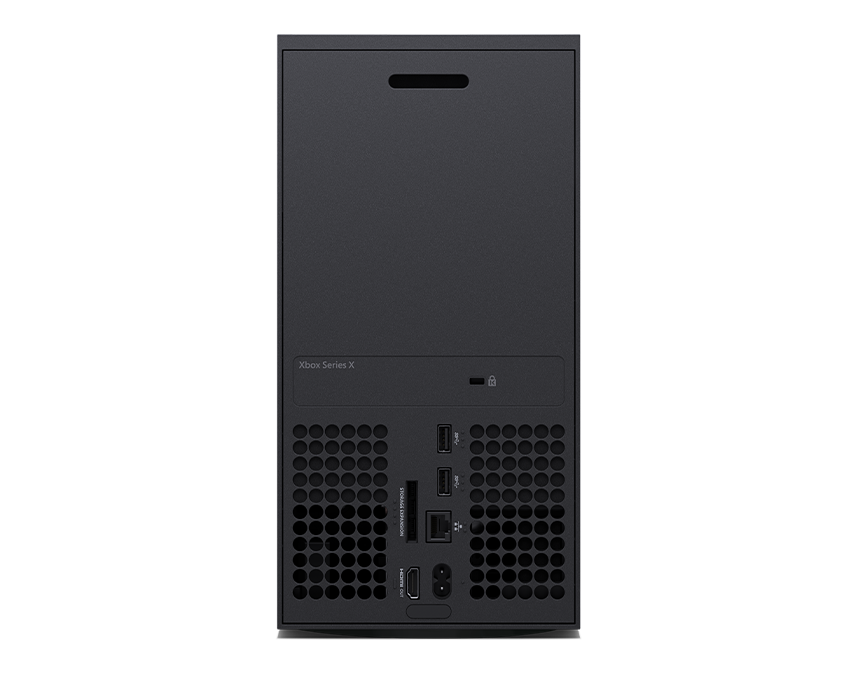 Xbox Series X
STORAGE EXPANSION
HDMI OUT